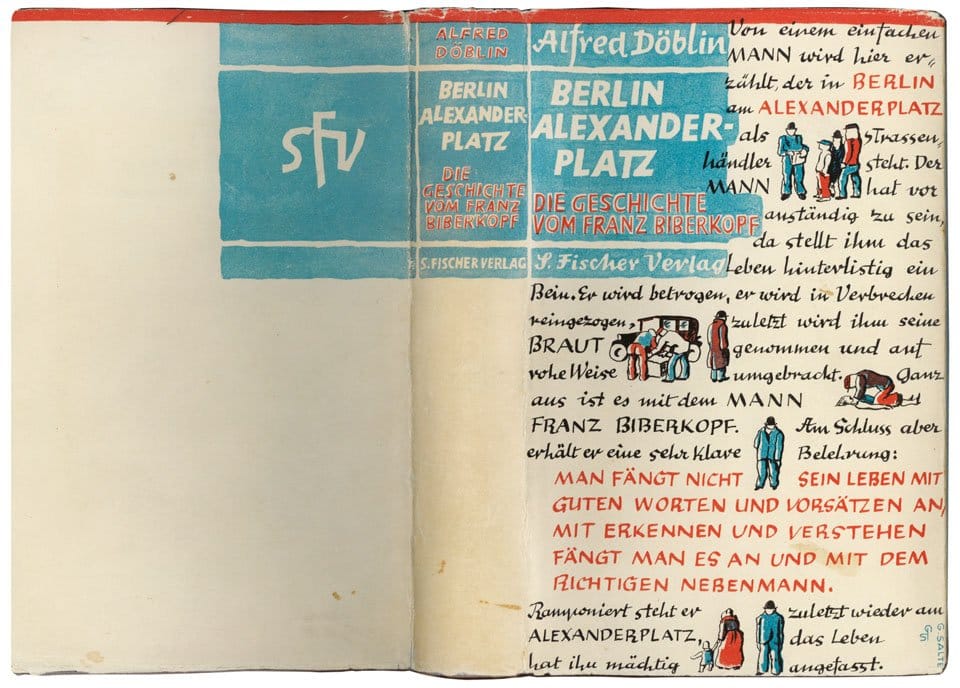 SFV
ALFRED
DÖBLIN
BERLIN
ALEXANDER-
PLATZ
DIE
GESCHICHTE
VOM FRANZ
BIBERKOPF
S. FISCHER VERLAG
Alfred Döblin
BERLIN
ALEXANDER-
PLATZ
DIE GESCHICHTE
VOM FRANZ BIBERKOPF
S. Fischer Verlag
Von einem einfachen
MANN wird hier er=
zählt, der in BERLIN
am ALEXANDERPLATZ
als Strassen-
händler steht. Der
MANN hat vor
anständig zu sein,
da stellt ihm das
Leben hinterlistig ein
Bein. Er wird betrogen, er wird in Verbrechen
reingezogen, zuletzt wird ihm seine
BRAUT genommen und auf
rohe Weise umgebracht. Ganz
aus ist es mit dem MANN
FRANZ BIBERKOPF. Am Schluss aber
erhält er eine sehr klare Belehrung:
MAN FÄNGT NICHT SEIN LEBEN MIT
GUTEN WORTEN UND VORSÄTZEN AN,
MIT ERKENNEN UND VERSTEHEN
FÄNGT MAN ES AN UND MIT DEM
RICHTIGEN NEBENMANN.
Ramponiert steht er zuletzt wieder am
ALEXANDERPLATZ, das Leben
hat ihn mächtig angefasst.
G. SALTE
GS